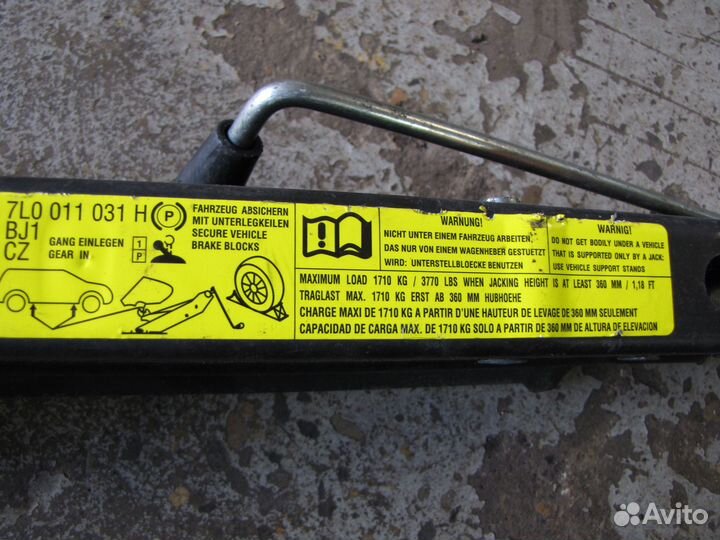 7L0 011 031 H
BJ1
CZ
GANG EINLEGEN
GEAR IN
1
P
P
FAHRZEUG ABSICHERN
MIT UNTERLEGKEILEN
SECURE VEHICLE
BRAKE BLOCKS
WARNUNG!
NICHT UNTER EINEM FAHRZEUG ARBEITEN,
DAS NUR VON EINEM WAGENHEBER GESTUETZT
WIRD: UNTERSTELLBLOECKE BENUTZEN
WARNIG!
DO NOT GET BODILY UNDER A VEHICLE
THAT IS SUPPORTED ONLY BY A JACK:
USE VEHICLE SUPPORT STANDS
MAXIMUM LOAD 1710 KG / 3770 LBS WHEN JACKING HEIGHT IS AT LEAST 360 MM / 1,18 FT
TRAGLAST MAX. 1710 KG ERST AB 360 MM HUBHOEHE
CHARGE MAXI DE 1710 KG A PARTIR D'UNE HAUTEUR DE LEVAGE DE 360 MM SEULEMENT
CAPACIDAD DE CARGA MAX. DE 1710 KG SOLO A PARTIR DE 360 MM DE ALTURA DE ELEVACION
Avito